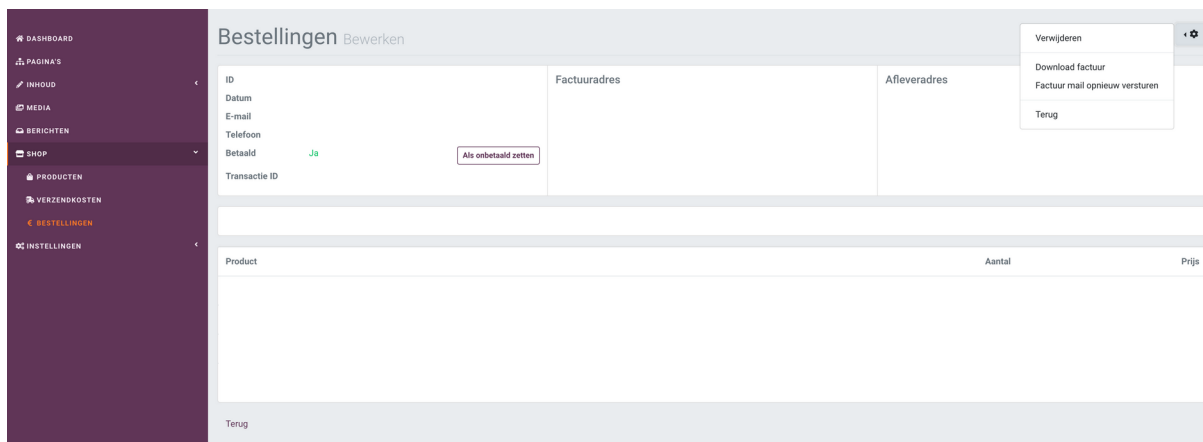 DASHBOARD
PAGINA'S
INHOUD
MEDIA
BERICHTEN
SHOP
PRODUCTEN
VERZENDKOSTEN
€ BESTELLINGEN
INSTELLINGEN
Bestellingen Bewerken
Verwijderen
Download factuur
Factuur mail opnieuw versturen
Terug
ID
Datum
E-mail
Telefoon
Betaald Ja Als onbetaald zetten
Transactie ID
Factuuradres
Afleveradres
Product Aantal Prijs
Terug